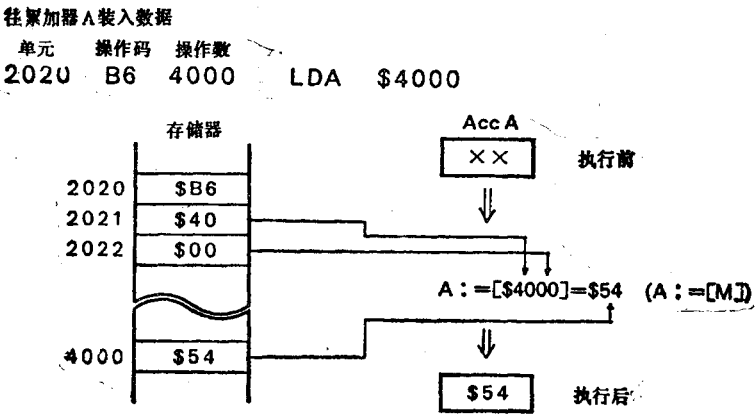 往累加器A装入数据
单元 操作码 操作数
2020 B6 4000 LDA $4000
存储器 Acc A
×× 执行前
2020 $B6
2021 $40
2022 $00
A:=[$4000]=$54 (A:=[M])
4000 $54
$54 执行后